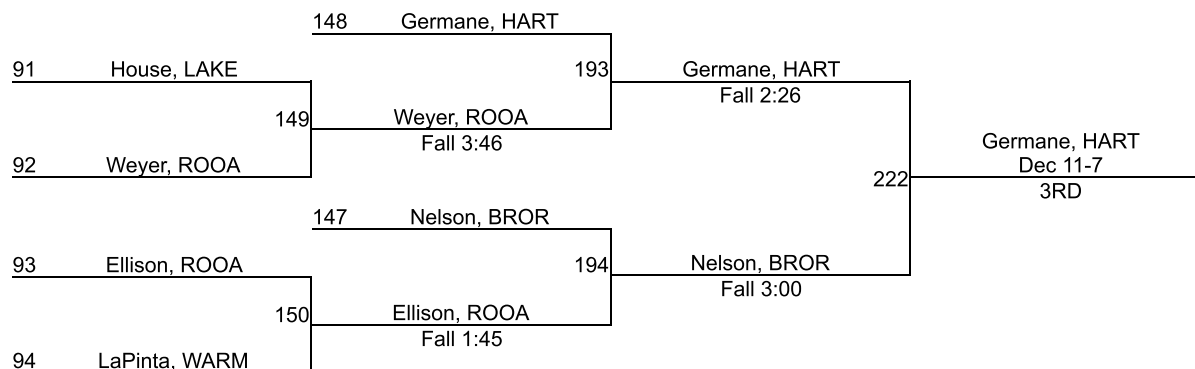 148 Germane, HART
91 House, LAKE
193 Germane, HART
Fall 2:26
149 Weyer, ROOA
Fall 3:46
Germane, HART
Dec 11-7
3RD
92 Weyer, ROOA
222
147 Nelson, BROR
93 Ellison, ROOA
194 Nelson, BROR
Fall 3:00
150 Ellison, ROOA
Fall 1:45
94 LaPinta, WARM